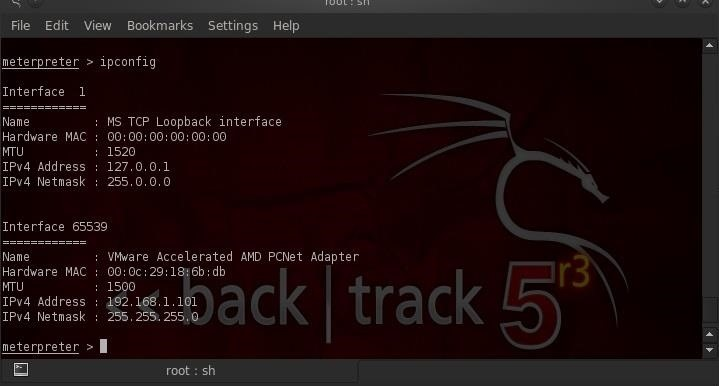 root : sh
File Edit View Bookmarks Settings Help
meterpreter > ipconfig
Interface 1
============
Name : MS TCP Loopback interface
Hardware MAC : 00:00:00:00:00:00
MTU : 1520
IPv4 Address : 127.0.0.1
IPv4 Netmask : 255.0.0.0
Interface 65539
============
Name : VMware Accelerated AMD PCNet Adapter
Hardware MAC : 00:0c:29:18:6b:db
MTU : 1500
IPv4 Address : 192.168.1.101
IPv4 Netmask : 255.255.255.0
<< back | track 5 r3
meterpreter >
root : sh